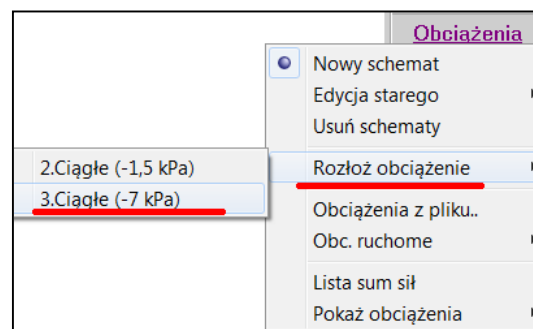 Obciążenia
Nowy schemat
Edycja starego
Usuń schematy
Rozłoż obciążenie
2.Ciągłe (-1,5 kPa)
3.Ciągłe (-7 kPa)
Obciążenia z pliku..
Obc. ruchome
Lista sum sił
Pokaż obciążenia